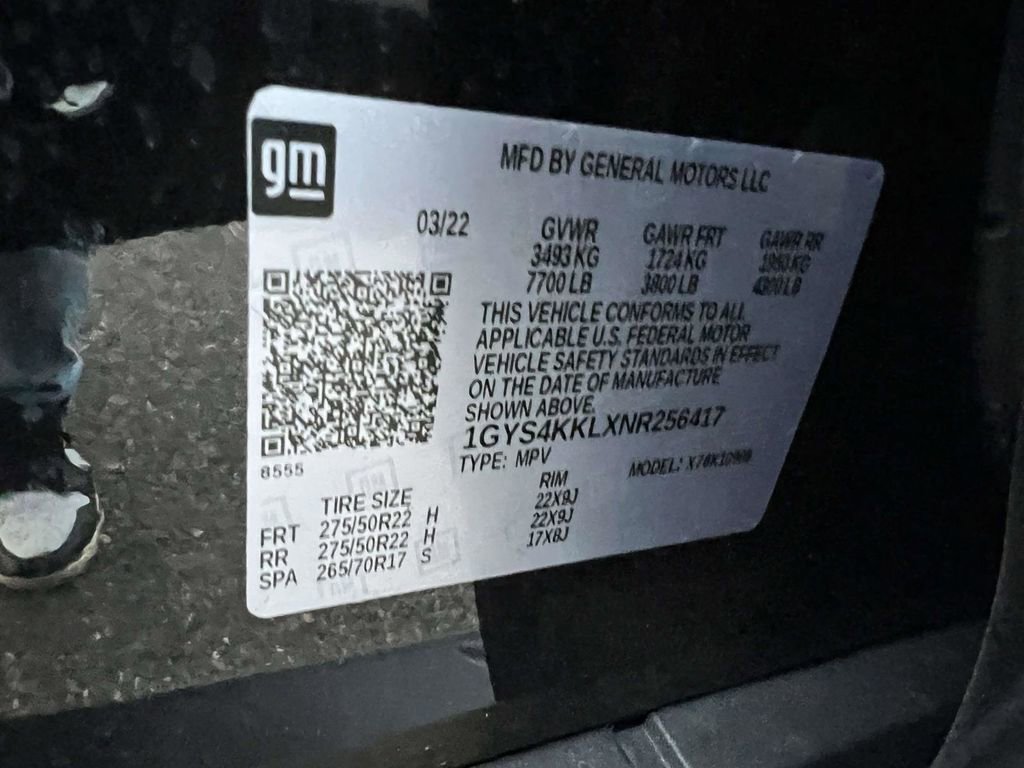 gm
MFD BY GENERAL MOTORS LLC
03/22 GVWR GAWR FRT GAWR RR
3493 KG 1724 KG KG
7700 LB 3800 LB LB
THIS VEHICLE CONFORMS TO ALL
APPLICABLE U.S. FEDERAL MOTOR
VEHICLE SAFETY STANDARDS IN EFFECT
ON THE DATE OF MANUFACTURE
SHOWN ABOVE.
1GYS4KKLXNR256417
8555 TYPE: MPV MODEL:
TIRE SIZE RIM
FRT 275/50R22 H 22X9J
RR 275/50R22 H 22X9J
SPA 265/70R17 S 17X8J